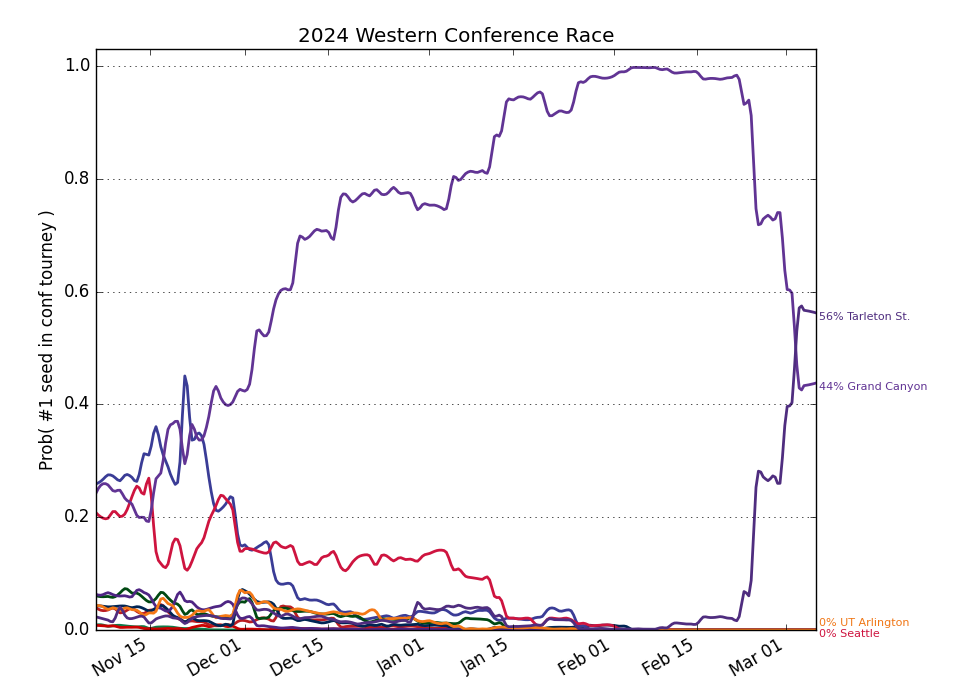 2024 Western Conference Race
Prob( #1 seed in conf tourney )
1.0
0.8
0.6
0.4
0.2
0.0
56% Tarleton St.
44% Grand Canyon
0% UT Arlington
0% Seattle
Nov 15
Dec 01
Dec 15
Jan 01
Jan 15
Feb 01
Feb 15
Mar 01